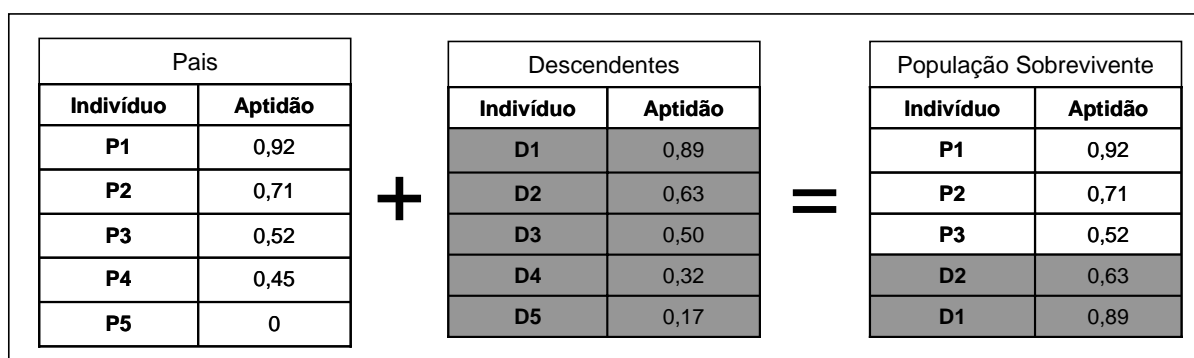 Pais
Indivíduo Aptidão
P1 0,92
P2 0,71
P3 0,52
P4 0,45
P5 0
+
Descendentes
Indivíduo Aptidão
D1 0,89
D2 0,63
D3 0,50
D4 0,32
D5 0,17
=
População Sobrevivente
Indivíduo Aptidão
P1 0,92
P2 0,71
P3 0,52
D2 0,63
D1 0,89